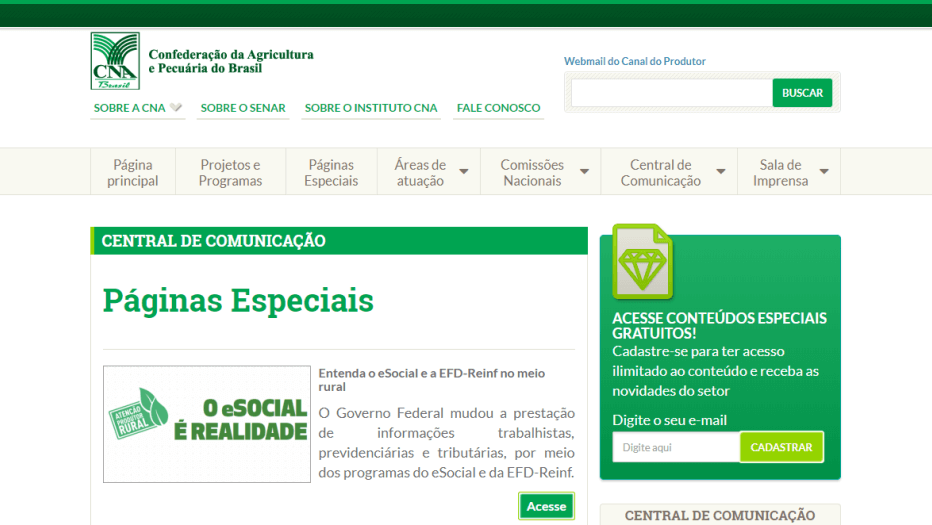 Confederação da Agricultura
e Pecuária do Brasil
CNA
Brasil
Webmail do Canal do Produtor
BUSCAR
SOBRE A CNA
SOBRE O SENAR
SOBRE O INSTITUTO CNA
FALE CONOSCO
Página
principal
Projetos e
Programas
Páginas
Especiais
Áreas de
atuação
Comissões
Nacionais
Central de
Comunicação
Sala de
Imprensa
CENTRAL DE COMUNICAÇÃO
Páginas Especiais
ATENÇÃO
PRODUTOR
RURAL
O eSOCIAL
É REALIDADE
Entenda o eSocial e a EFD-Reinf no meio
rural
O Governo Federal mudou a prestação
de informações trabalhistas,
previdenciárias e tributárias, por meio
dos programas do eSocial e da EFD-Reinf.
Acesse
ACESSE CONTEÚDOS ESPECIAIS
GRATUITOS!
Cadastre-se para ter acesso
ilimitado ao conteúdo e receba as
novidades do setor
Digite o seu e-mail
Digite aqui
CADASTRAR
CENTRAL DE COMUNICAÇÃO